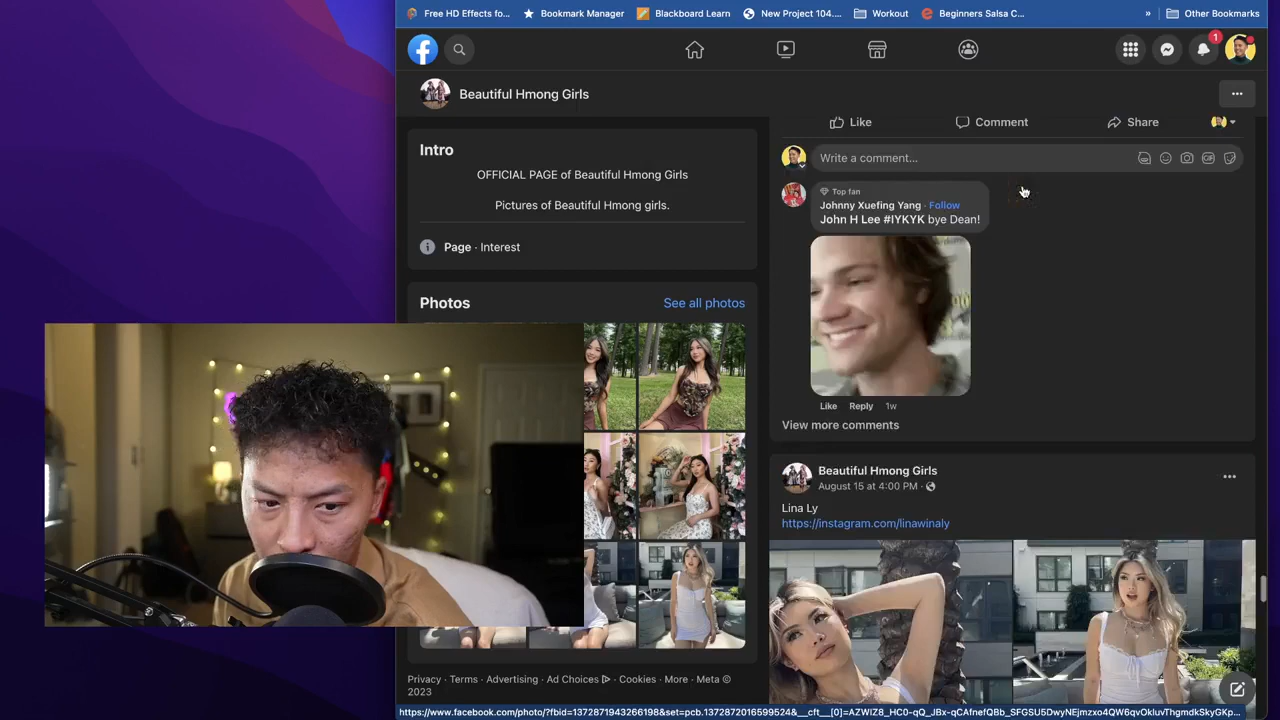 Free HD Effects fo...
Bookmark Manager
Blackboard Learn
New Project 104....
Workout
Beginners Salsa C...
»
Other Bookmarks
1
Beautiful Hmong Girls
Intro
OFFICIAL PAGE of Beautiful Hmong Girls
Pictures of Beautiful Hmong girls.
Page · Interest
Photos
See all photos
Privacy · Terms · Advertising · Ad Choices · Cookies · More · Meta ©
2023
Like
Comment
Share
Write a comment...
GIF
Top fan
Johnny Xuefing Yang · Follow
John H Lee #IYKYK bye Dean!
Like Reply 1w
View more comments
Beautiful Hmong Girls
August 15 at 4:00 PM ·
Lina Ly
https://instagram.com/linawinaly